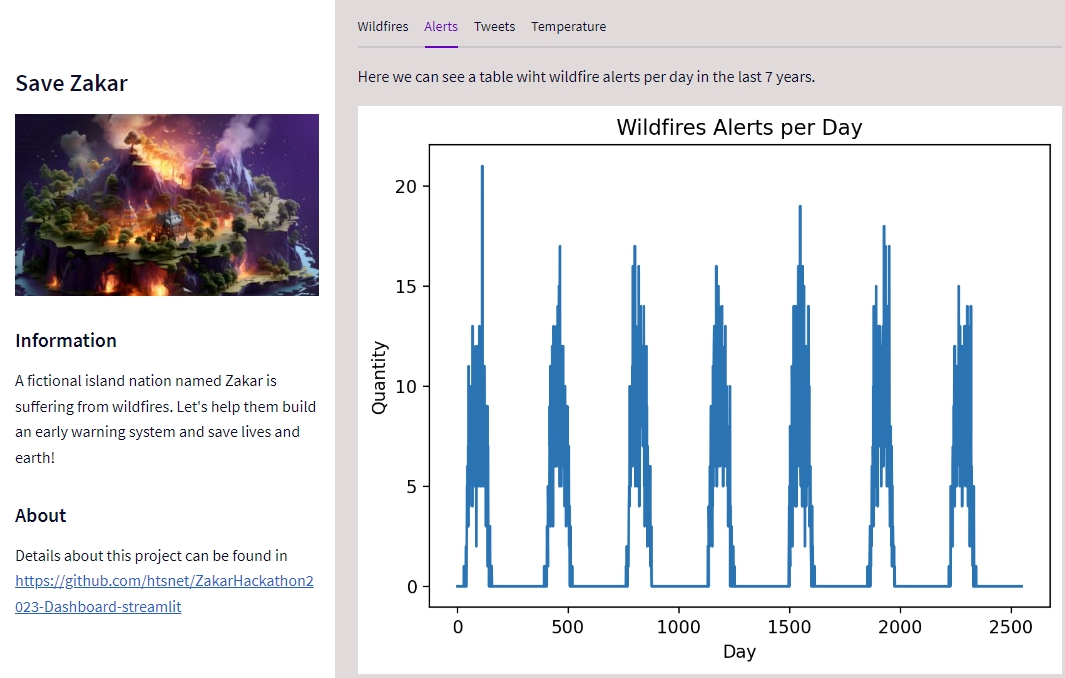 Save Zakar
Information
A fictional island nation named Zakar is
suffering from wildfires. Let's help them build
an early warning system and save lives and
earth!
About
Details about this project can be found in
https://github.com/htsnet/ZakarHackathon2
023-Dashboard-streamlit
Wildfires Alerts Tweets Temperature
Here we can see a table wiht wildfire alerts per day in the last 7 years.
Wildfires Alerts per Day
Quantity
20
15
10
5
0
0 500 1000 1500 2000 2500
Day